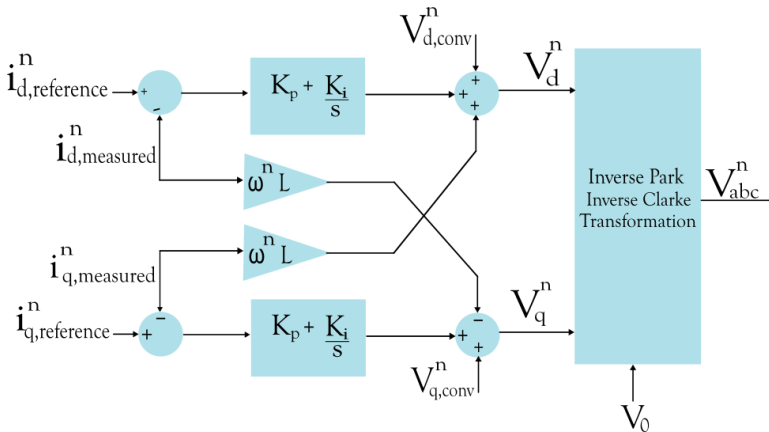 i^n_d,reference
+
-
i^n_d,measured
K_p + K_i/s
V^n_d,conv
+
+
+
V^n_d
ω^n L
ω^n L
i^n_q,measured
i^n_q,reference
+
-
K_p + K_i/s
-
+
+
V^n_q,conv
V^n_q
Inverse Park
Inverse Clarke
Transformation
V^n_abc
V_0